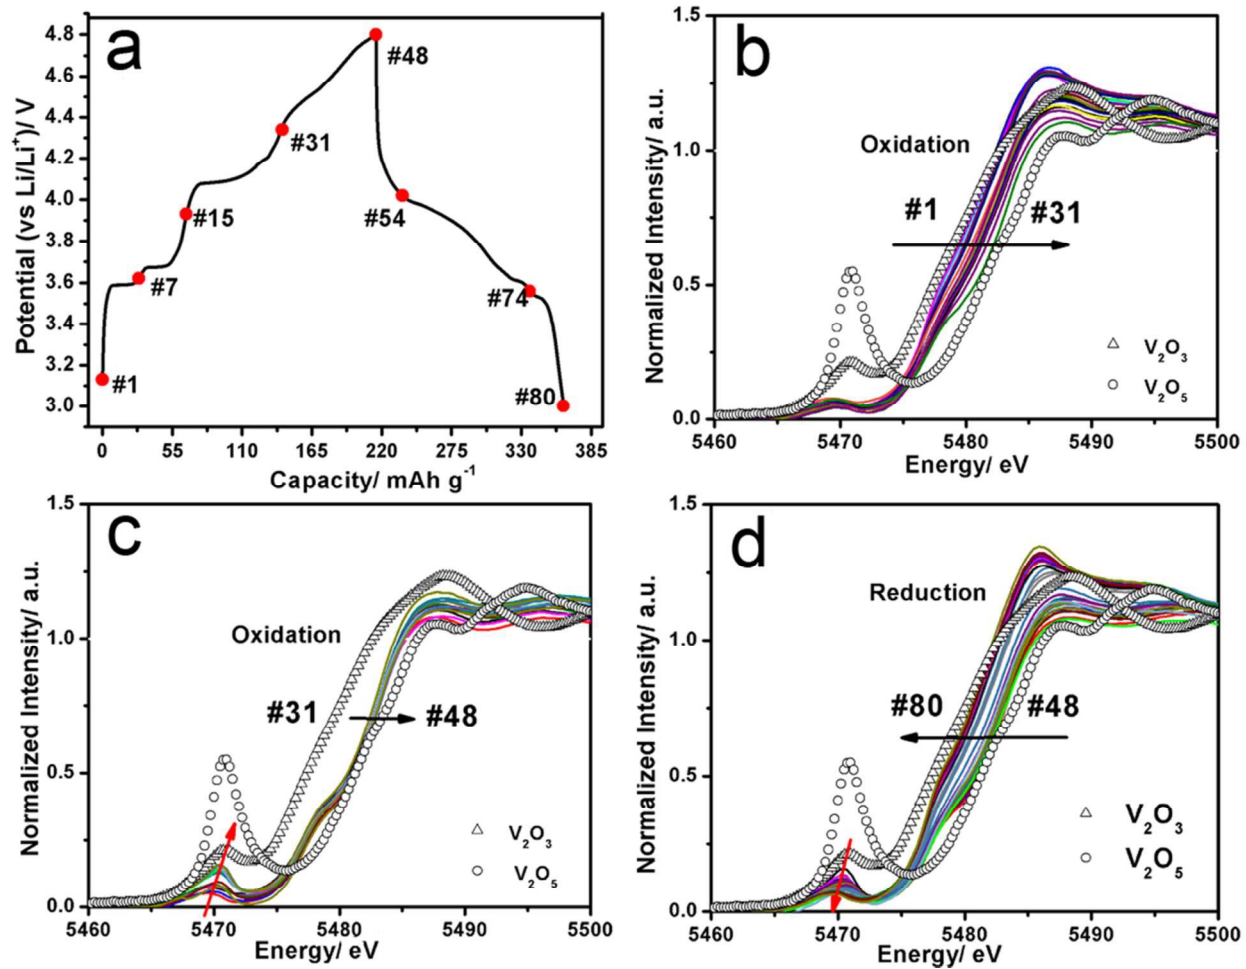 a
4.8
4.6
4.4
4.2
4.0
3.8
3.6
3.4
3.2
3.0
Potential (vs Li/Li⁺)/ V
#48
#31
#15
#54
#7
#74
#1
#80
0 55 110 165 220 275 330 385
Capacity/ mAh g⁻¹
b
1.5
1.0
0.5
0.0
Normalized Intensity/ a.u.
Oxidation
#1 #31
V₂O₃
V₂O₅
5460 5470 5480 5490 5500
Energy/ eV
c
1.5
1.0
0.5
0.0
Normalized Intensity/ a.u.
Oxidation
#31 #48
V₂O₃
V₂O₅
5460 5470 5480 5490 5500
Energy/ eV
d
1.5
1.0
0.5
0.0
Normalized Intensity/ a.u.
Reduction
#80 #48
V₂O₃
V₂O₅
5460 5470 5480 5490 5500
Energy/ eV